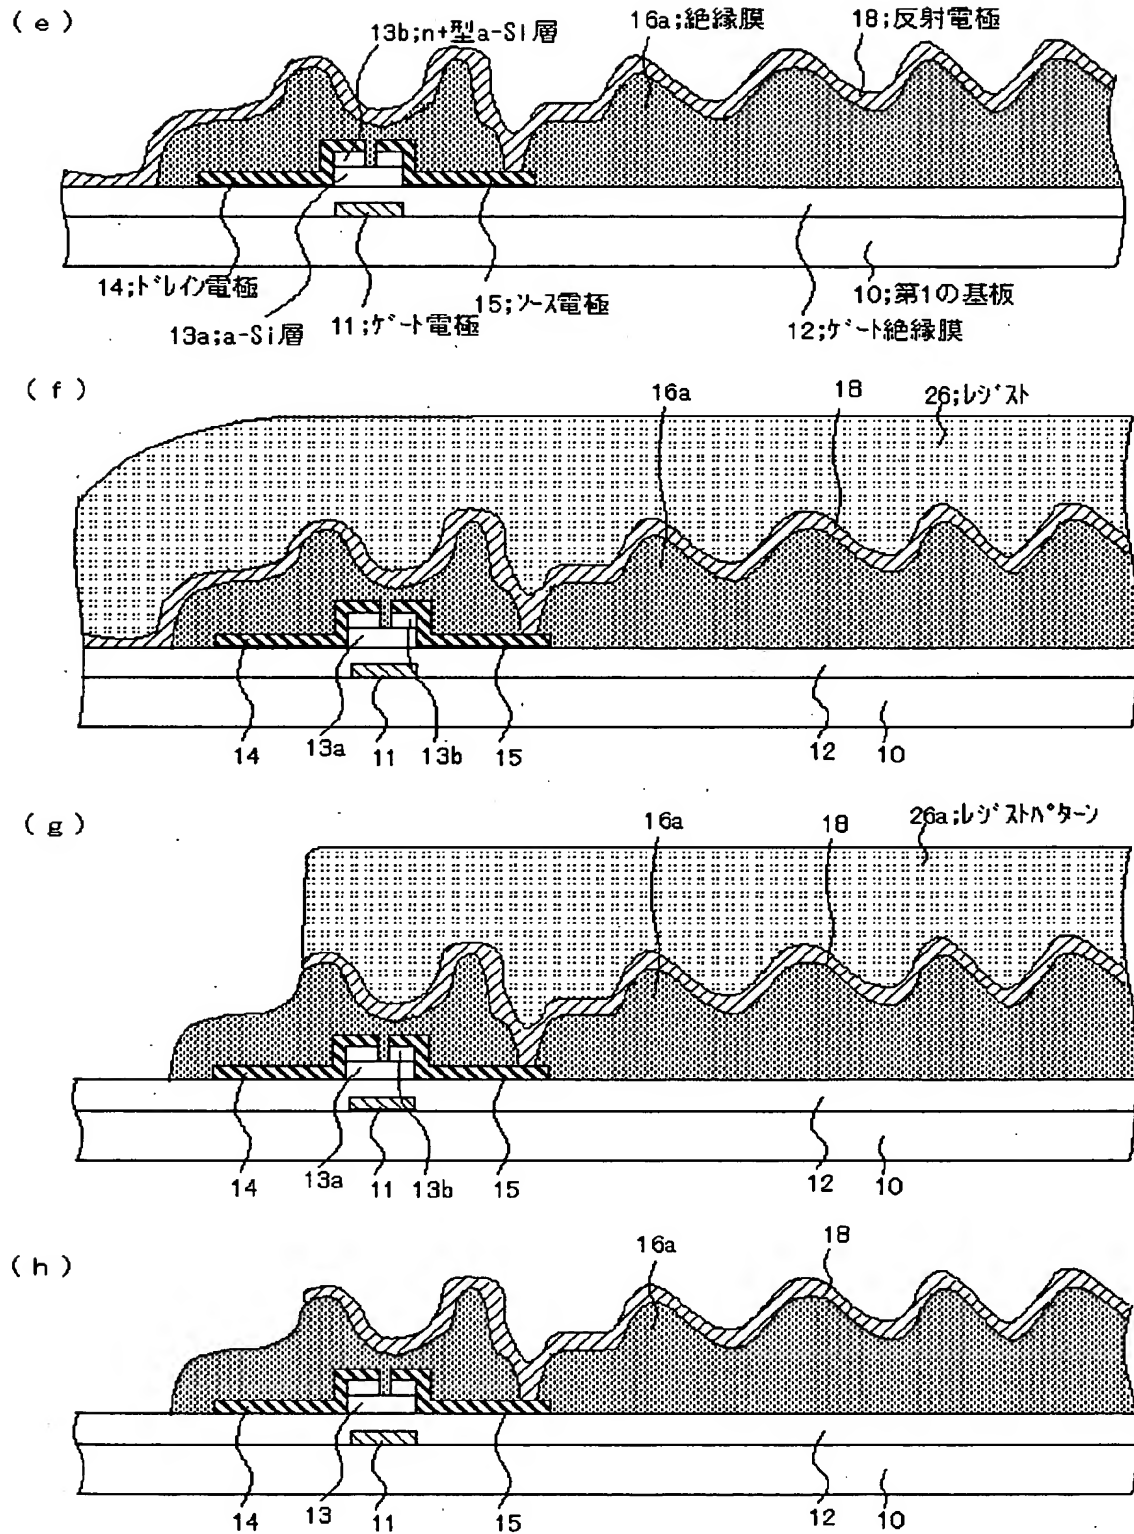 (e)
13b;n+型a-Si層
16a;絶縁膜
18;反射電極
14;ドレイン電極
13a;a-Si層
11;ゲート電極
15;ソース電極
10;第1の基板
12;ゲート絶縁膜
(f)
16a
18
26;レジスト
14
13a
11
13b
15
12
10
(g)
16a
18
26a;レジストパターン
14
13a
11
13b
15
12
10
(h)
16a
18
14
13
11
15
12
10